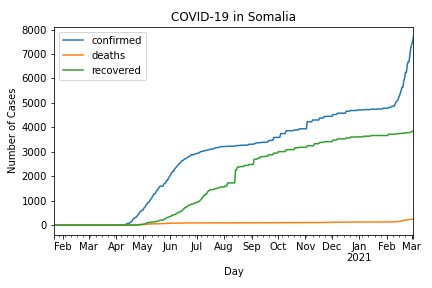 COVID-19 in Somalia
8000
7000
6000
5000
4000
3000
2000
1000
0
Number of Cases
confirmed
deaths
recovered
Feb Mar Apr May Jun Jul Aug Sep Oct Nov Dec Jan Feb Mar
2021
Day